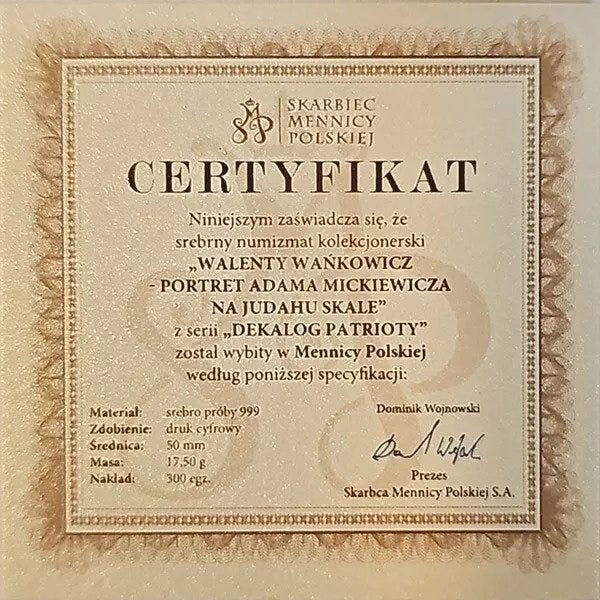 SKARBIEC
MENNICY
POLSKIEJ
CERTYFIKAT
Niniejszym zaświadcza się, że
srebrny numizmat kolekcjonerski
„WALENTY WAŃKOWICZ
- PORTRET ADAMA MICKIEWICZA
NA JUDAHU SKALE”
z serii „DEKALOG PATRIOTY”
został wybity w Mennicy Polskiej
według poniższej specyfikacji:
Materiał: srebro próby 999
Zdobienie: druk cyfrowy
Średnica: 50 mm
Masa: 17,50 g
Nakład: 300 egz.
Dominik Wojnowski
Prezes
Skarbca Mennicy Polskiej S.A.